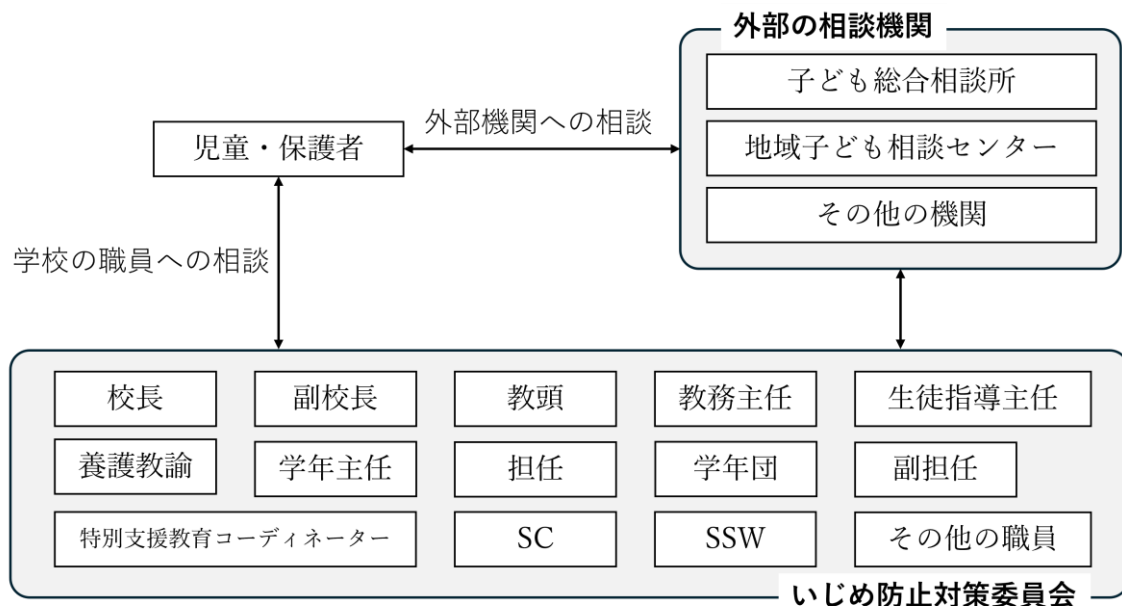 外部の相談機関
子ども総合相談所
外部機関への相談
児童・保護者
地域子ども相談センター
その他の機関
学校の職員への相談
校長
副校長
教頭
教務主任
生徒指導主任
養護教諭
学年主任
担任
学年団
副担任
特別支援教育コーディネーター
SC
SSW
その他の職員
いじめ防止対策委員会